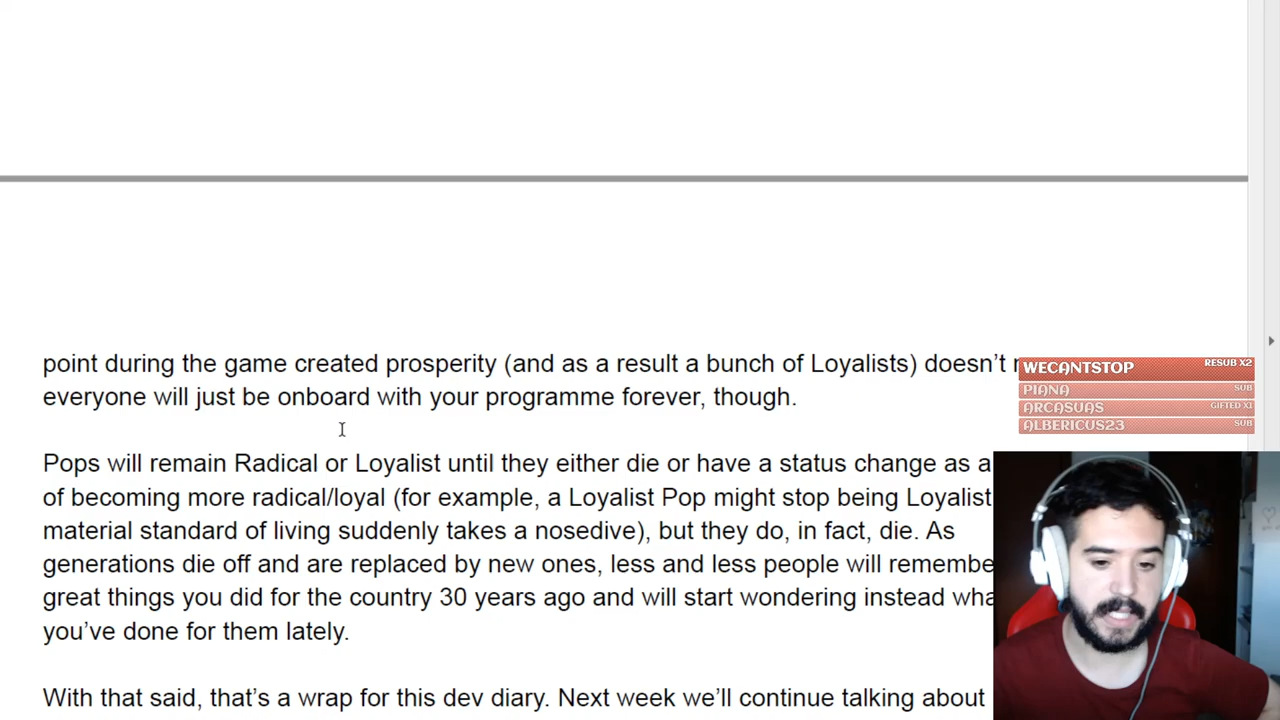 point during the game created prosperity (and as a result a bunch of Loyalists) doesn't
everyone will just be onboard with your programme forever, though.
WECANTSTOP RESUB X2
PIANA SUB
ARCASUAS GIFTED X1
ALBERICUS23 SUB
Pops will remain Radical or Loyalist until they either die or have a status change as a
of becoming more radical/loyal (for example, a Loyalist Pop might stop being Loyalist
material standard of living suddenly takes a nosedive), but they do, in fact, die. As
generations die off and are replaced by new ones, less and less people will
great things you did for the country 30 years ago and will start wondering instead
you've done for them lately.
With that said, that's a wrap for this dev diary. Next week we'll continue talking about